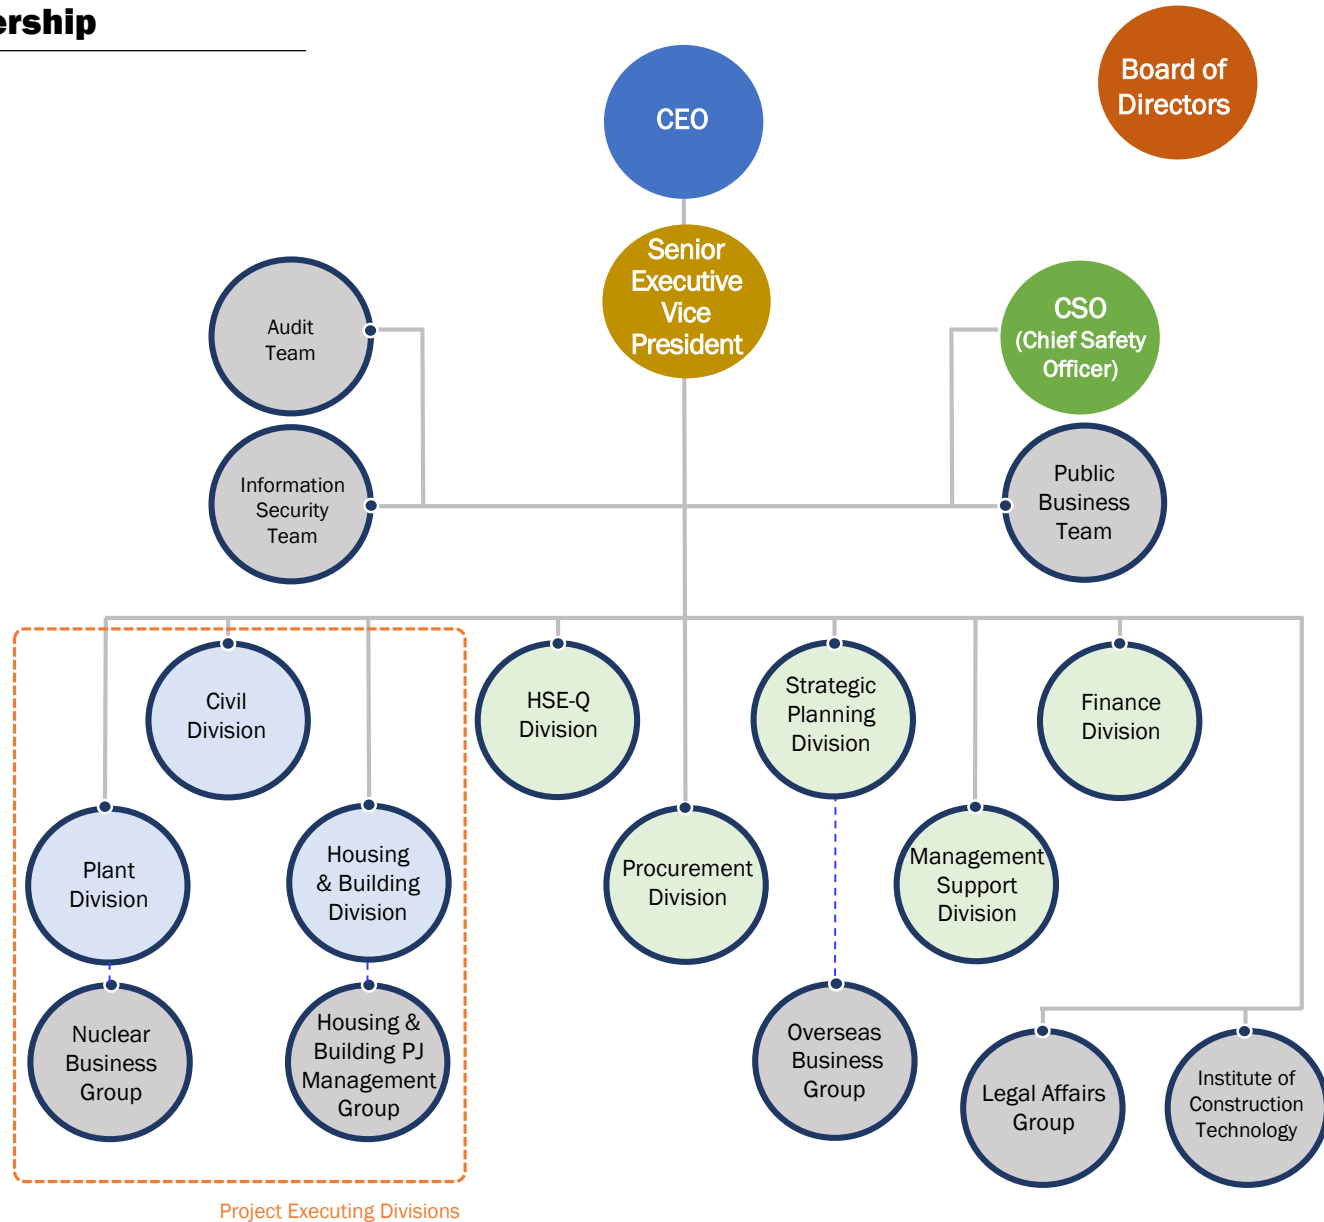 ership
Board of
Directors
CEO
Senior
Executive
Vice
President
Audit
Team
CSO
(Chief Safety
Officer)
Information
Security
Team
Public
Business
Team
Civil
Division
HSE-Q
Division
Strategic
Planning
Division
Finance
Division
Plant
Division
Housing
& Building
Division
Procurement
Division
Management
Support
Division
Nuclear
Business
Group
Housing &
Building PJ
Management
Group
Overseas
Business
Group
Legal Affairs
Group
Institute of
Construction
Technology
Project Executing Divisions